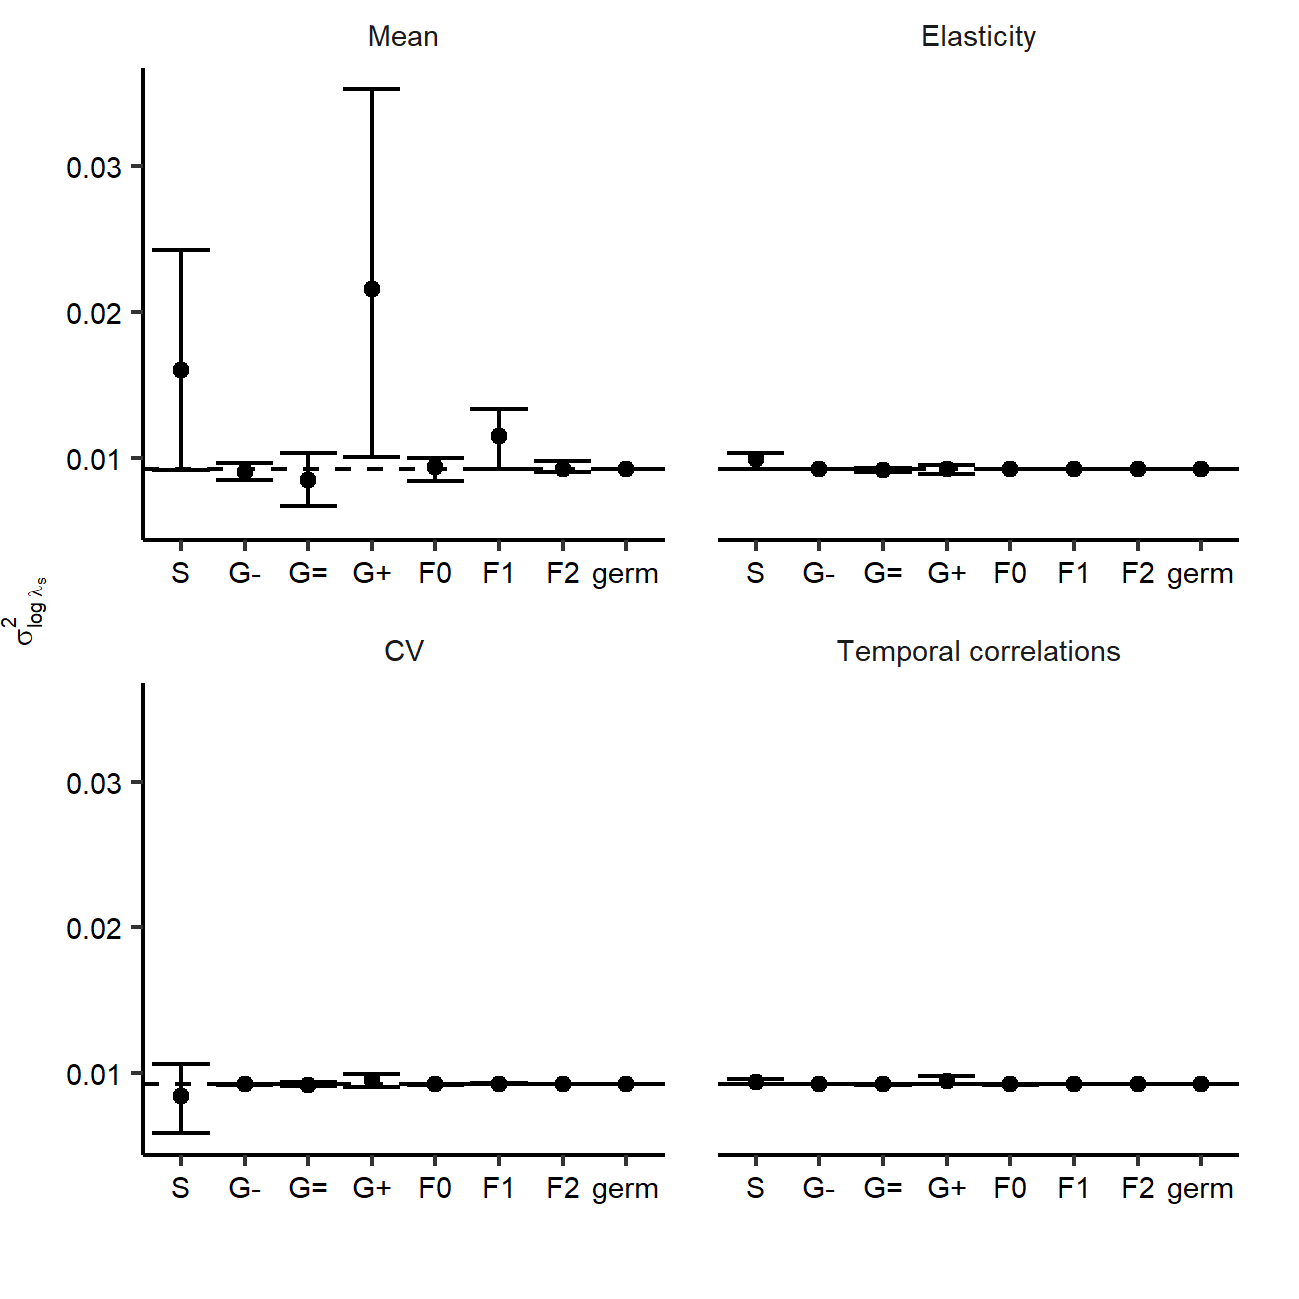 Mean
Elasticity
0.03
0.02
0.01
S G- G= G+ F0 F1 F2 germ
S G- G= G+ F0 F1 F2 germ
σ²log λs
CV
Temporal correlations
0.03
0.02
0.01
S G- G= G+ F0 F1 F2 germ
S G- G= G+ F0 F1 F2 germ